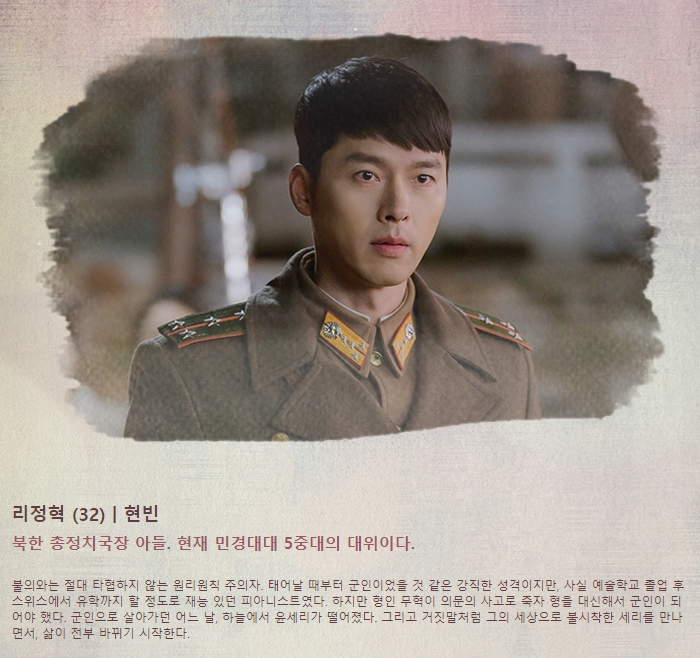 리정혁 (32) | 현빈
북한 총정치국장 아들. 현재 민경대대 5중대의 대위이다.
불의와는 절대 타협하지 않는 원리원칙 주의자. 태어날 때부터 군인이었을 것 같은 강직한 성격이지만, 사실 예술학교 졸업 후
스위스에서 유학까지 할 정도로 재능 있던 피아니스트였다. 하지만 형인 무혁이 의문의 사고로 죽자 형을 대신해서 군인이 되
어야 했다. 군인으로 살아가던 어느 날, 하늘에서 윤세리가 떨어졌다. 그리고 거짓말처럼 그의 세상으로 불시착한 세리를 만나
면서, 삶이 전부 바뀌기 시작한다.